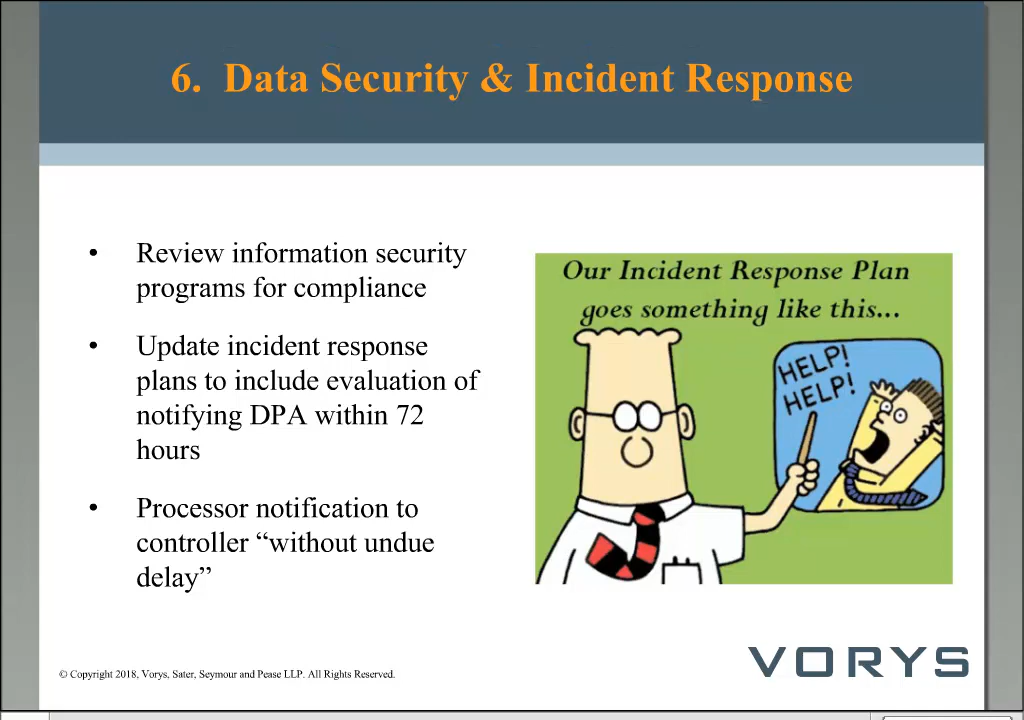 6. Data Security & Incident Response
• Review information security
programs for compliance
• Update incident response
plans to include evaluation of
notifying DPA within 72
hours
• Processor notification to
controller “without undue
delay”
Our Incident Response Plan
goes something like this...
HELP!
HELP!
VORYS
© Copyright 2018, Vorys, Sater, Seymour and Pease LLP. All Rights Reserved.